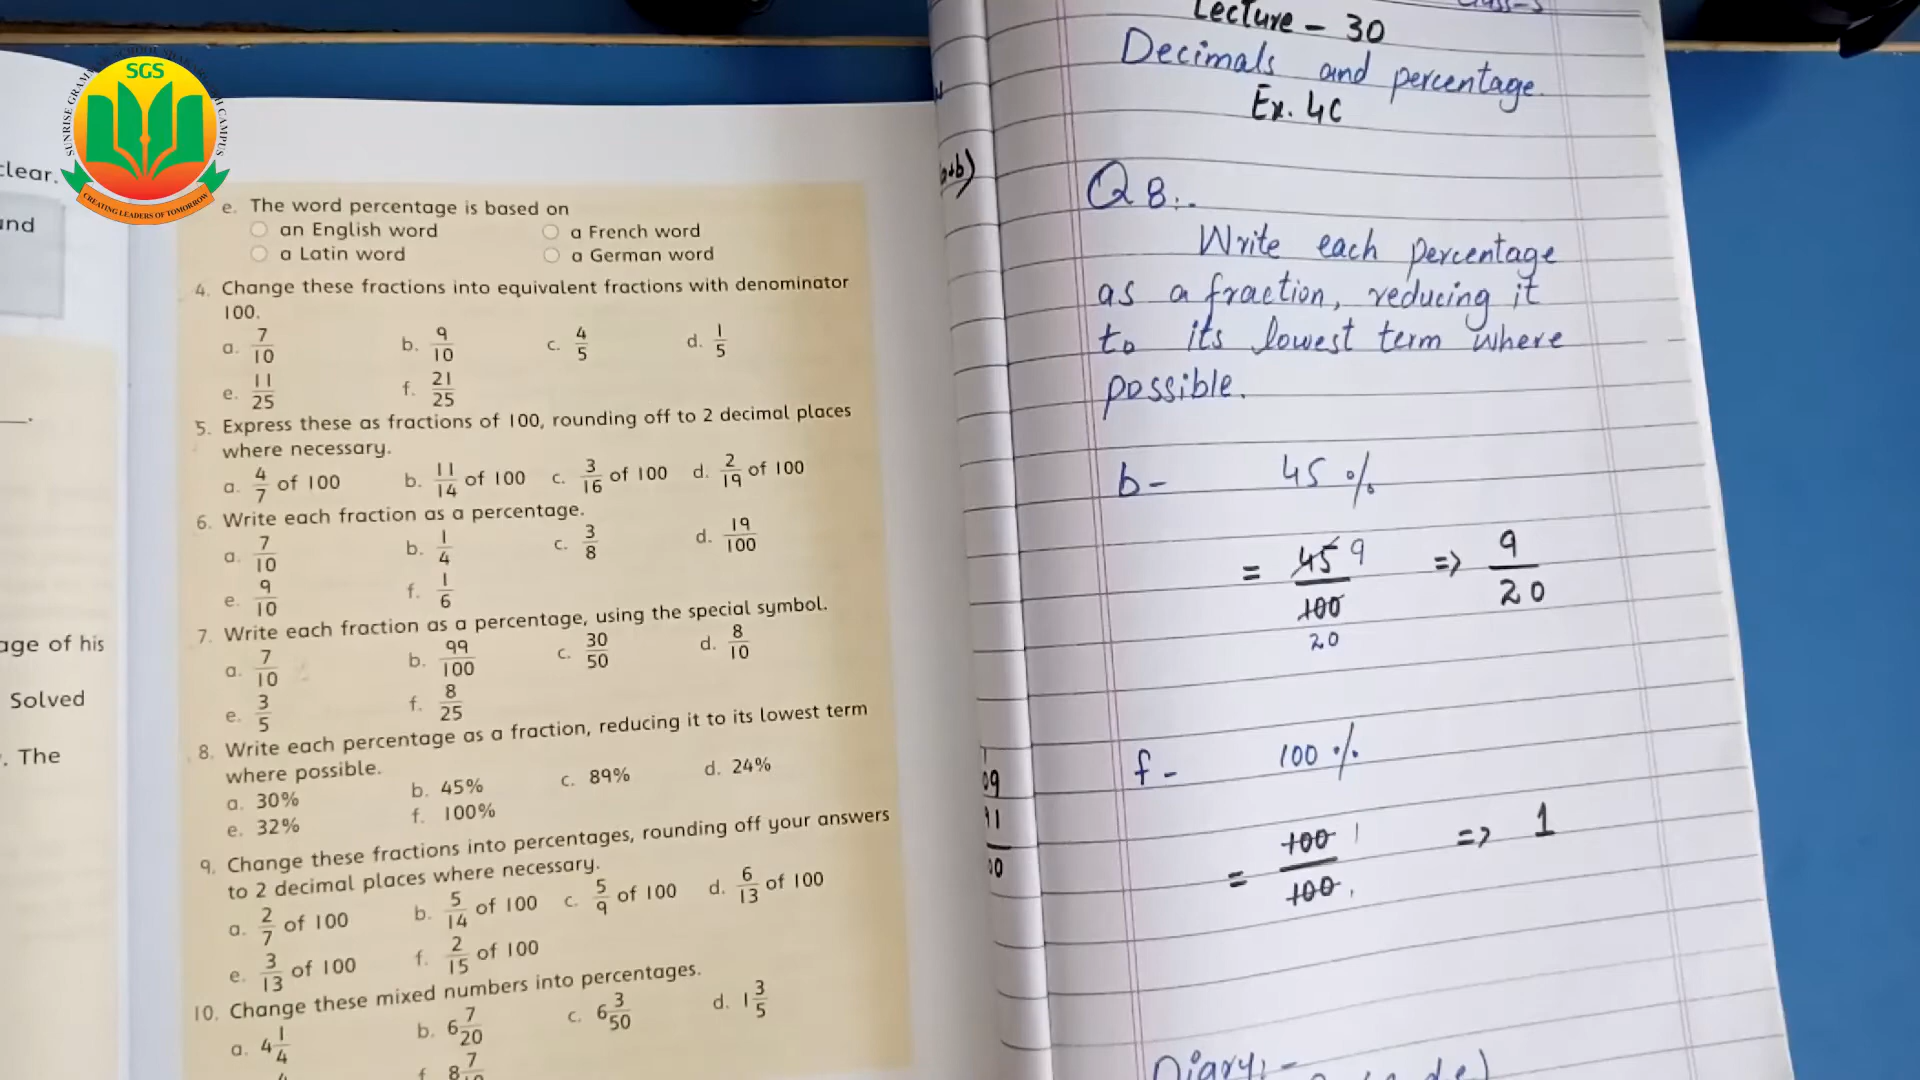 SGS
SUNRISE GRAMMAR SCHOOL
CAMPUS
CREATING LEADERS OF TOMORROW
clear.
and
age of his
Solved
. The
e. The word percentage is based on
an English word a French word
a Latin word a German word
4. Change these fractions into equivalent fractions with denominator
100.
a. 7/10 b. 9/10 c. 4/5 d. 1/5
e. 11/25 f. 21/25
5. Express these as fractions of 100, rounding off to 2 decimal places
where necessary.
a. 4/7 of 100 b. 11/14 of 100 c. 3/16 of 100 d. 2/19 of 100
6. Write each fraction as a percentage.
a. 7/10 b. 1/4 c. 3/8 d. 19/100
e. 9/10 f. 1/6
7. Write each fraction as a percentage, using the special symbol.
a. 7/10 b. 99/100 c. 30/50 d. 8/10
e. 3/5 f. 8/25
8. Write each percentage as a fraction, reducing it to its lowest term
where possible.
a. 30% b. 45% c. 89% d. 24%
e. 32% f. 100%
9. Change these fractions into percentages, rounding off your answers
to 2 decimal places where necessary.
a. 2/7 of 100 b. 5/14 of 100 c. 5/9 of 100 d. 6/13 of 100
e. 3/13 of 100 f. 2/15 of 100
10. Change these mixed numbers into percentages.
a. 4 1/4 b. 6 7/20 c. 6 3/50 d. 1 3/5
f. 8 7
a+b)
09
91
00
Lecture - 30
Decimals and percentage.
Ex. 4C
Q 8.
Write each percentage
as a fraction, reducing it
to its lowest term where
possible.
b- 45 %
= 45 9 / 100 20 => 9/20
f- 100 %
= 100 1 / 100 1 => 1
Diary:-